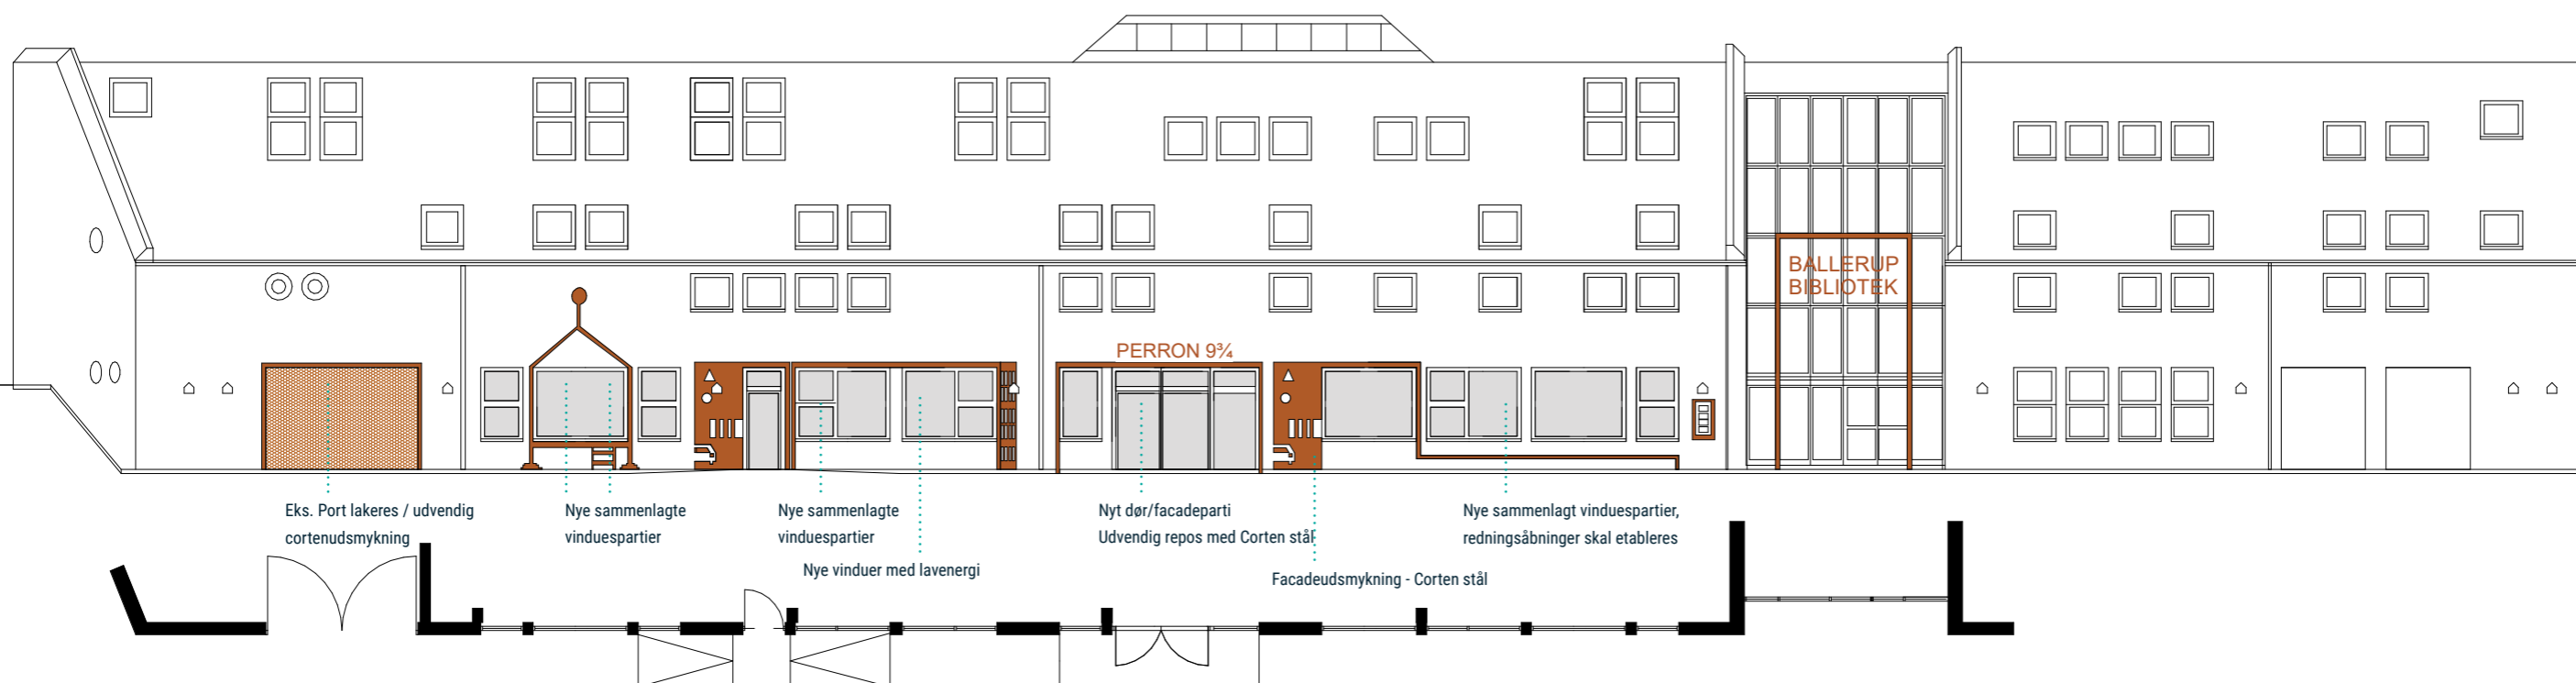 BALLERUP
BIBLIOTEK
PERRON 9¾
Eks. Port lakeres / udvendig
cortenudsmykning
Nye sammenlagte
vinduespartier
Nye sammenlagte
vinduespartier
Nye vinduer med lavenergi
Nyt dør/facadeparti
Udvendig repos med Corten stål
Facadeudsmykning - Corten stål
Nye sammenlagt vinduespartier,
redningsåbninger skal etableres